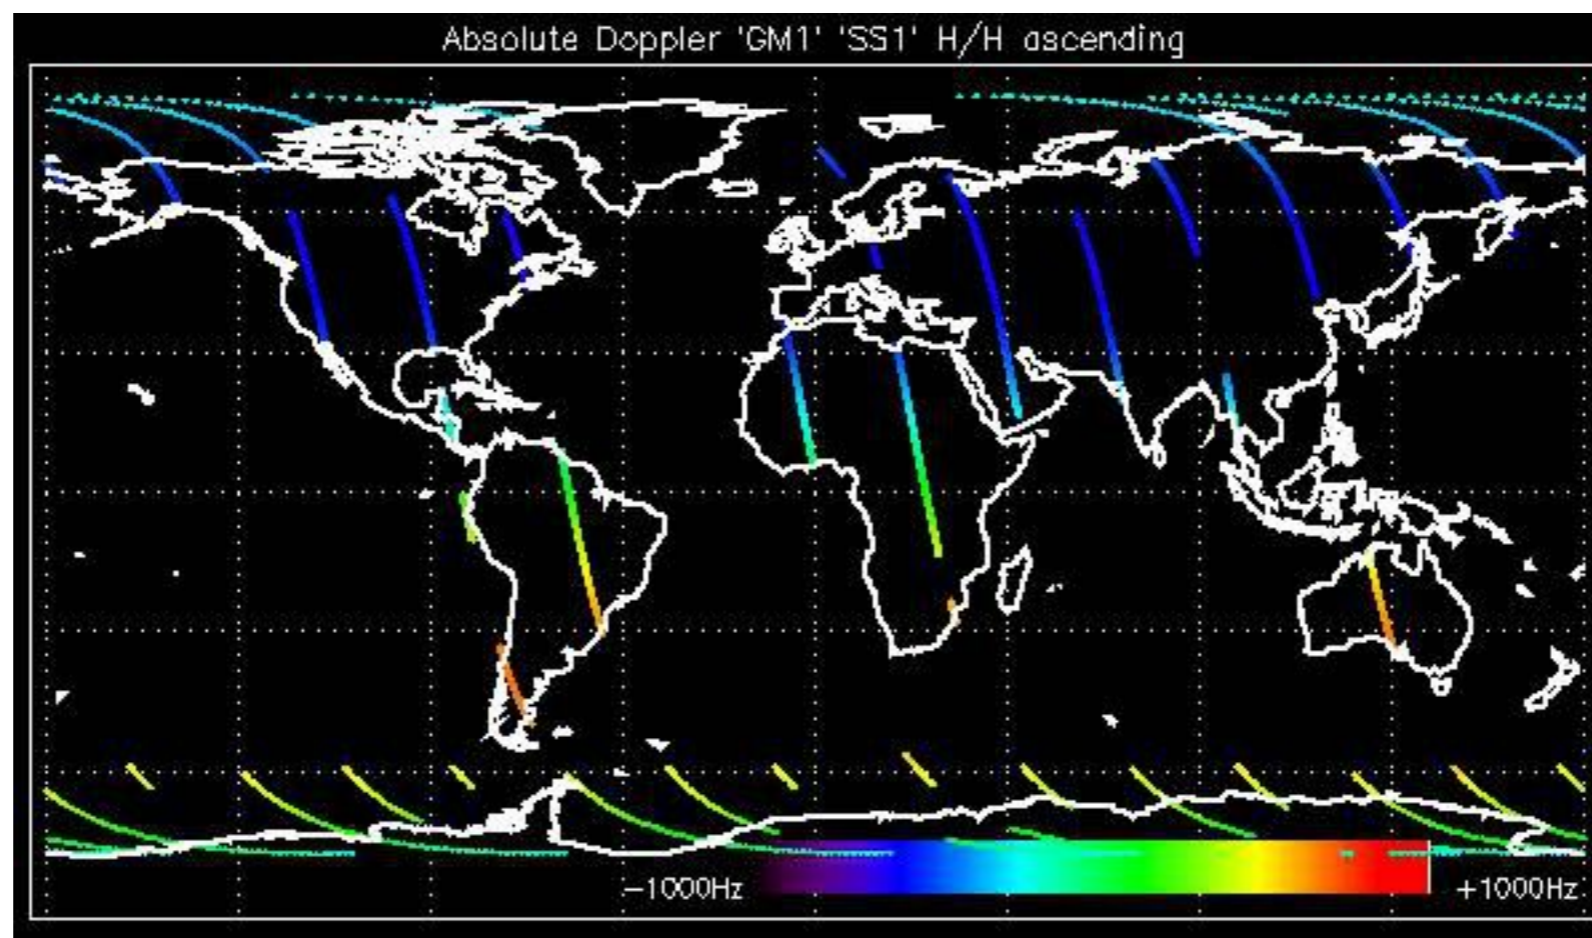 Absolute Doppler 'GM1' 'SS1' H/H ascending
-1000Hz
+1000Hz